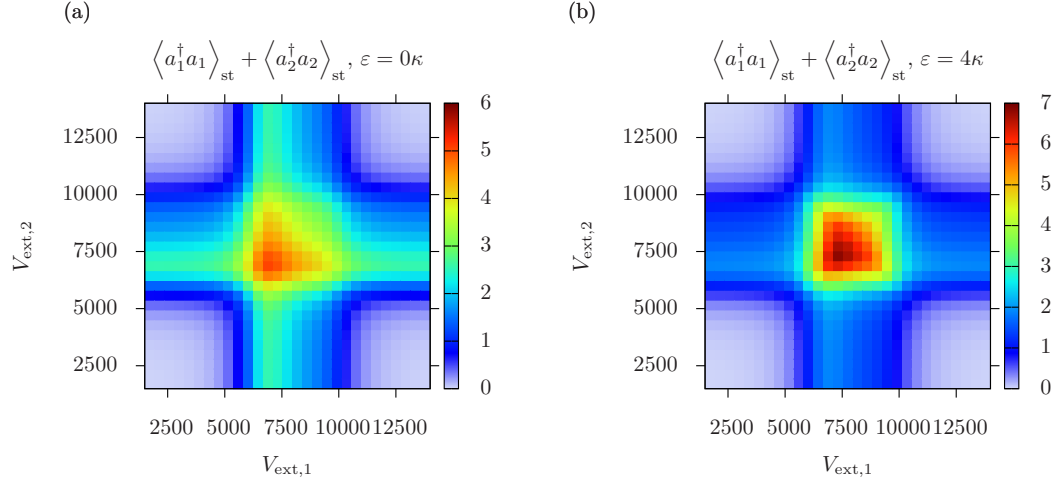 (a)
⟨a₁†a₁⟩st + ⟨a₂†a₂⟩st, ε = 0κ
6
5
4
3
2
1
0
12500
10000
7500
5000
2500
Vext,2
2500 5000 7500 10000 12500
Vext,1
(b)
⟨a₁†a₁⟩st + ⟨a₂†a₂⟩st, ε = 4κ
7
6
5
4
3
2
1
0
12500
10000
7500
5000
2500
Vext,2
2500 5000 7500 10000 12500
Vext,1